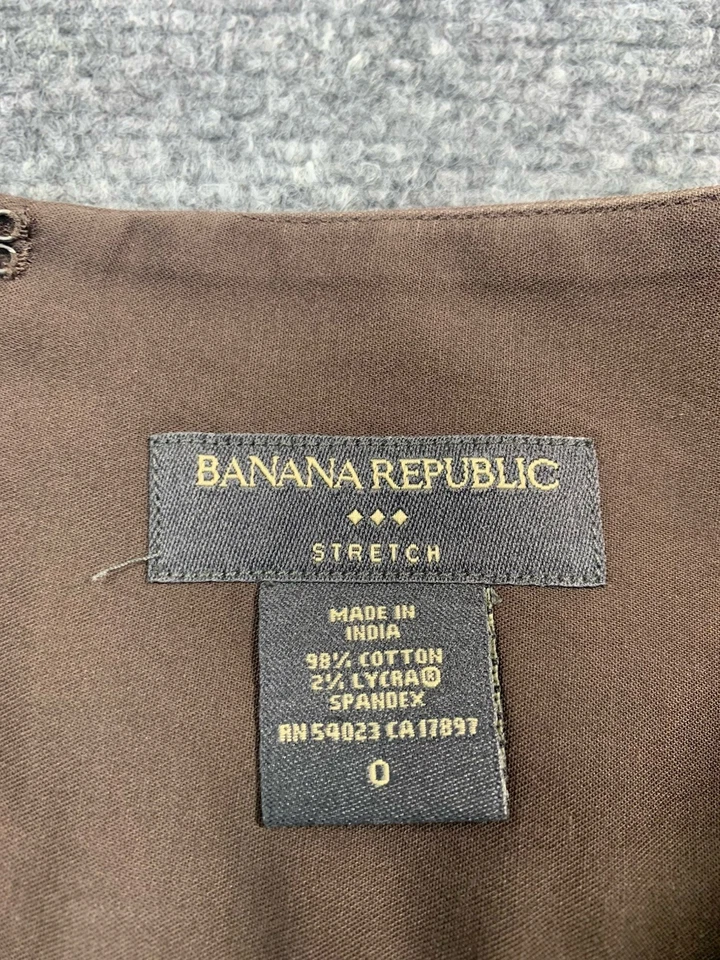 BANANA REPUBLIC
STRETCH
MADE IN
INDIA
98% COTTON
2% LYCRA®
SPANDEX
RN 54023 CA 17897
0